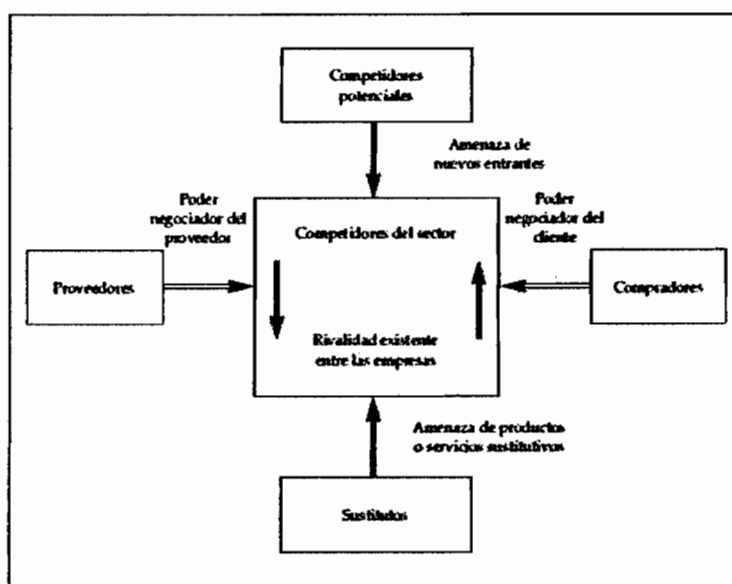 Competidores
potenciales
Amenaza de
nuevos entrantes
Poder
negociador del
proveedor
Poder
negociador del
cliente
Competidores del sector
Proveedores
Compradores
Rivalidad existente
entre las empresas
Amenaza de productos
o servicios sustitutivos
Sustitutos